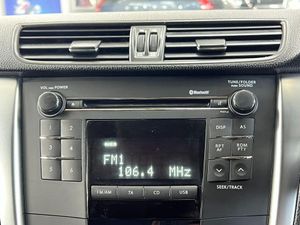 VOL PUSH POWER
Bluetooth
TUNE/FOLDER
PUSH SOUND
1
2
3
4
5
6
DISP
AS
RPT
AF
RDM
PTY
FM1
106.4 MHz
FM/AM
TA
CD
USB
SEEK/TRACK